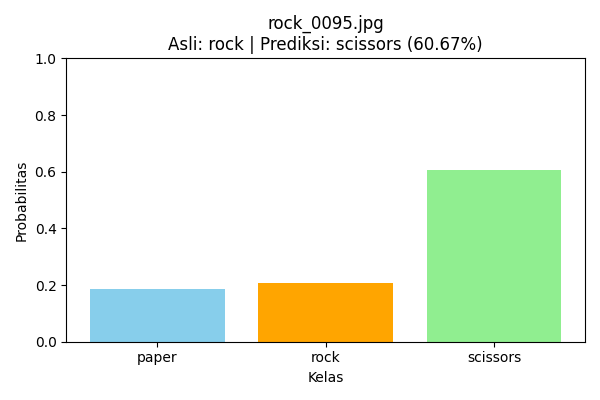 rock_0095.jpg
Asli: rock | Prediksi: scissors (60.67%)
1.0
0.8
0.6
0.4
0.2
0.0
Probabilitas
paper
rock
scissors
Kelas